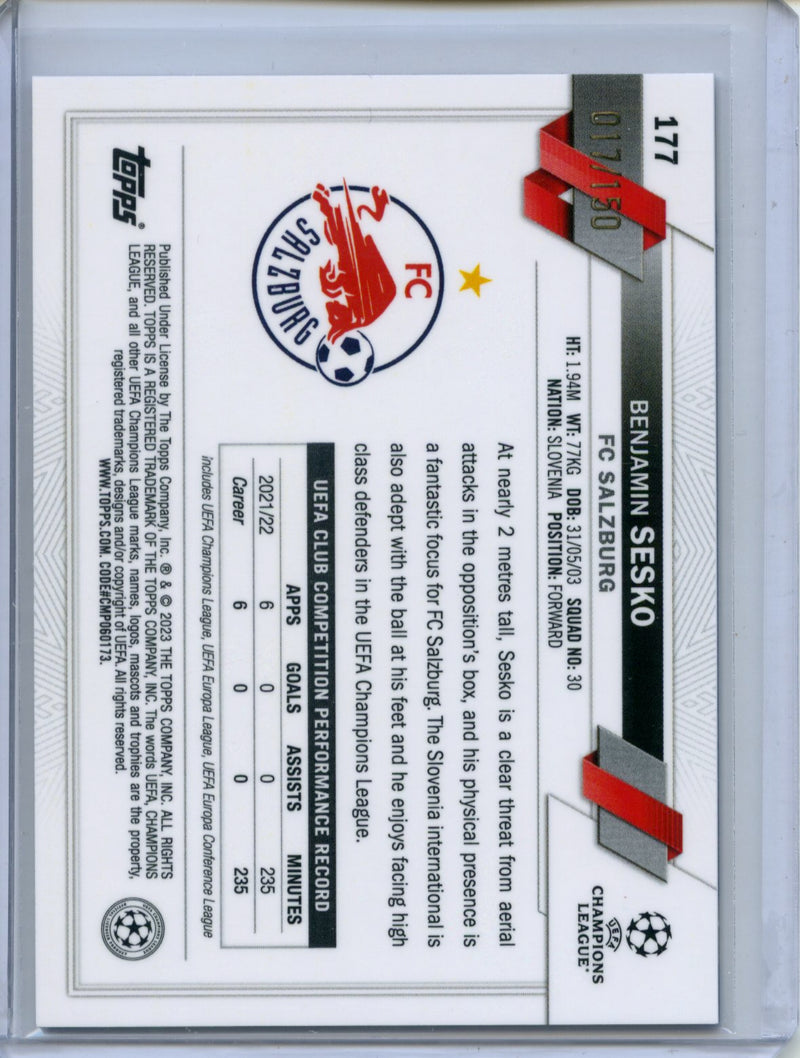 177
017/150
BENJAMIN SESKO
FC SALZBURG
HT: 1.94M WT: 77KG DOB: 31/05/03 SQUAD NO: 30
NATION: SLOVENIA POSITION: FORWARD
UEFA
CHAMPIONS
LEAGUE®
FC
SALZBURG
At nearly 2 metres tall, Sesko is a clear threat from aerial
attacks in the opposition's box, and his physical presence is
a fantastic focus for FC Salzburg. The Slovenia international is
also adept with the ball at his feet and he enjoys facing high
class defenders in the UEFA Champions League.
UEFA CLUB COMPETITION PERFORMANCE RECORD
APPS GOALS ASSISTS MINUTES
2021/22 6 0 0 235
Career 6 0 0 235
Includes UEFA Champions League, UEFA Europa League, UEFA Europa Conference League
topps®
Published Under License by The Topps Company, Inc. ® & © 2023 THE TOPPS COMPANY, INC. ALL RIGHTS
RESERVED. TOPPS IS A REGISTERED TRADEMARK OF THE TOPPS COMPANY, INC. The words UEFA, CHAMPIONS
LEAGUE, and all other UEFA Champions League marks, names, logos, mascots and trophies are the property,
registered trademarks, designs and/or copyright of UEFA. All rights reserved.
WWW.TOPPS.COM. CODE#CMP060173.